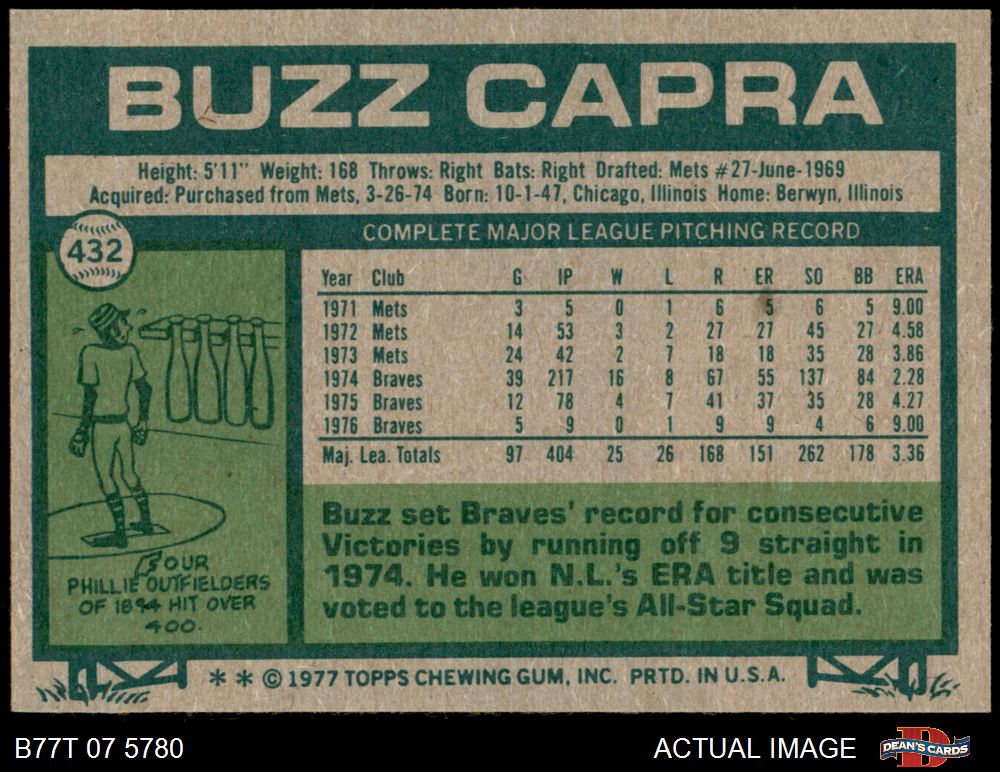 BUZZ CAPRA
Height: 5'11" Weight: 168 Throws: Right Bats: Right Drafted: Mets #27-June-1969
Acquired: Purchased from Mets, 3-26-74 Born: 10-1-47, Chicago, Illinois Home: Berwyn, Illinois
432
COMPLETE MAJOR LEAGUE PITCHING RECORD
Year Club G IP W L R ER SO BB ERA
1971 Mets 3 5 0 1 6 5 6 5 9.00
1972 Mets 14 53 3 2 27 27 45 27 4.58
1973 Mets 24 42 2 7 18 18 35 28 3.86
1974 Braves 39 217 16 8 67 55 137 84 2.28
1975 Braves 12 78 4 7 41 37 35 28 4.27
1976 Braves 5 9 0 1 9 9 4 6 9.00
Maj. Lea. Totals 97 404 25 26 168 151 262 178 3.36
FOUR
PHILLIE OUTFIELDERS
OF 1894 HIT OVER
400.
Buzz set Braves' record for consecutive
Victories by running off 9 straight in
1974. He won N.L.'s ERA title and was
voted to the league's All-Star Squad.
** © 1977 TOPPS CHEWING GUM, INC. PRTD. IN U.S.A.
B77T 07 5780
ACTUAL IMAGE
D
DEAN'S CARDS